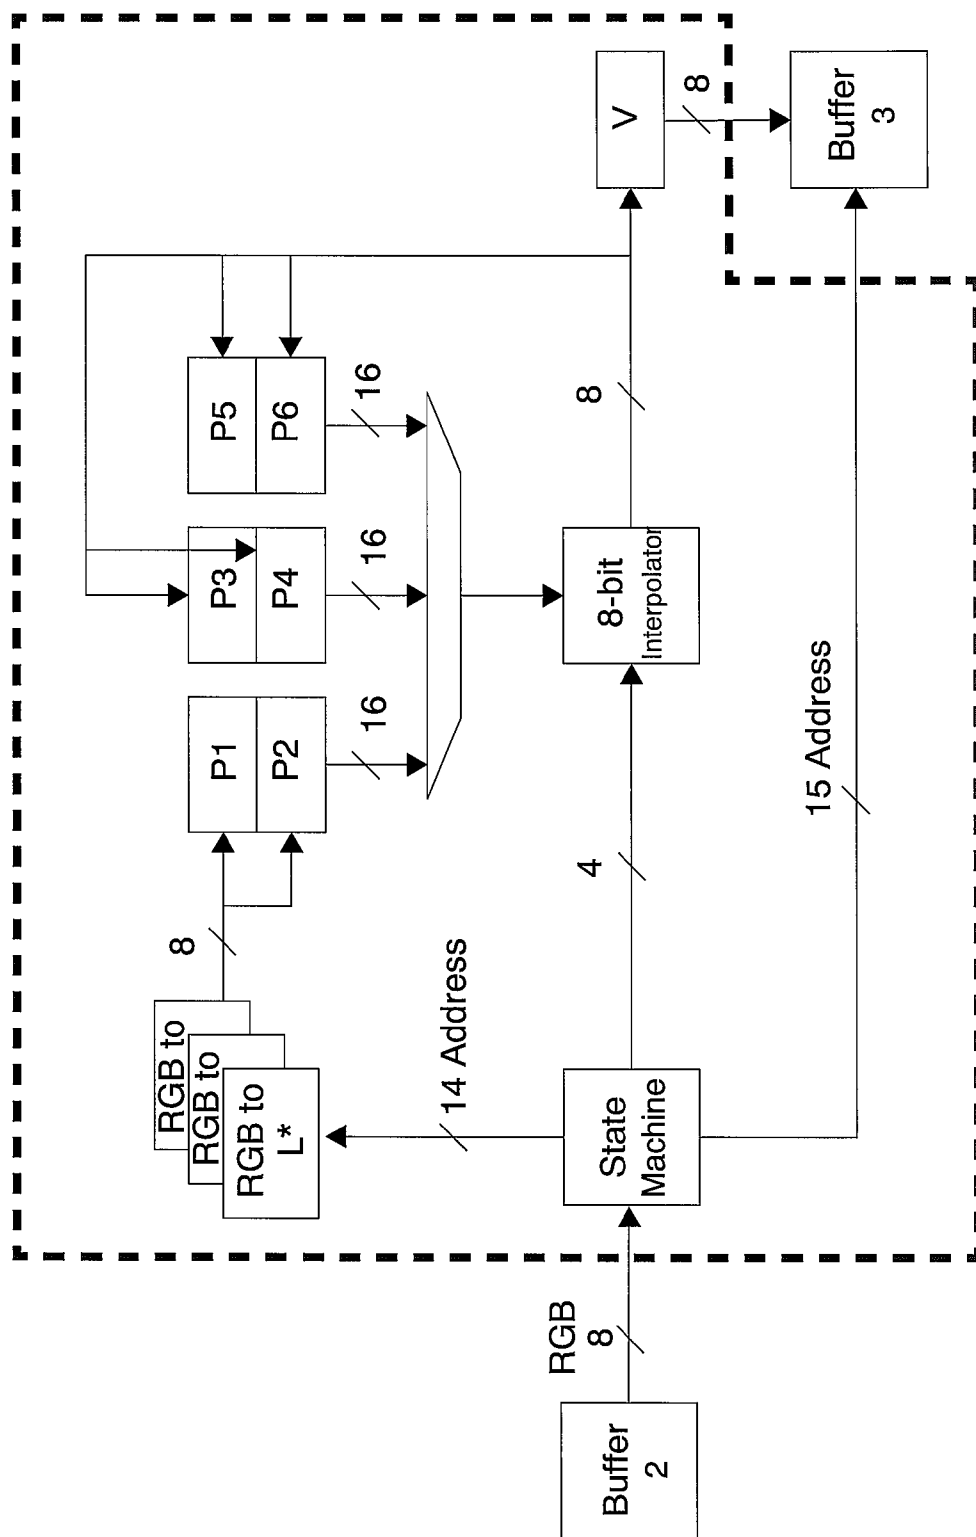 RGB to
RGB to
RGB to
L*
8
P1
P2
P3
P4
P5
P6
16
16
16
14 Address
8-bit
Interpolator
V
8
Buffer
3
Buffer
2
RGB
8
State
Machine
4
8
15 Address